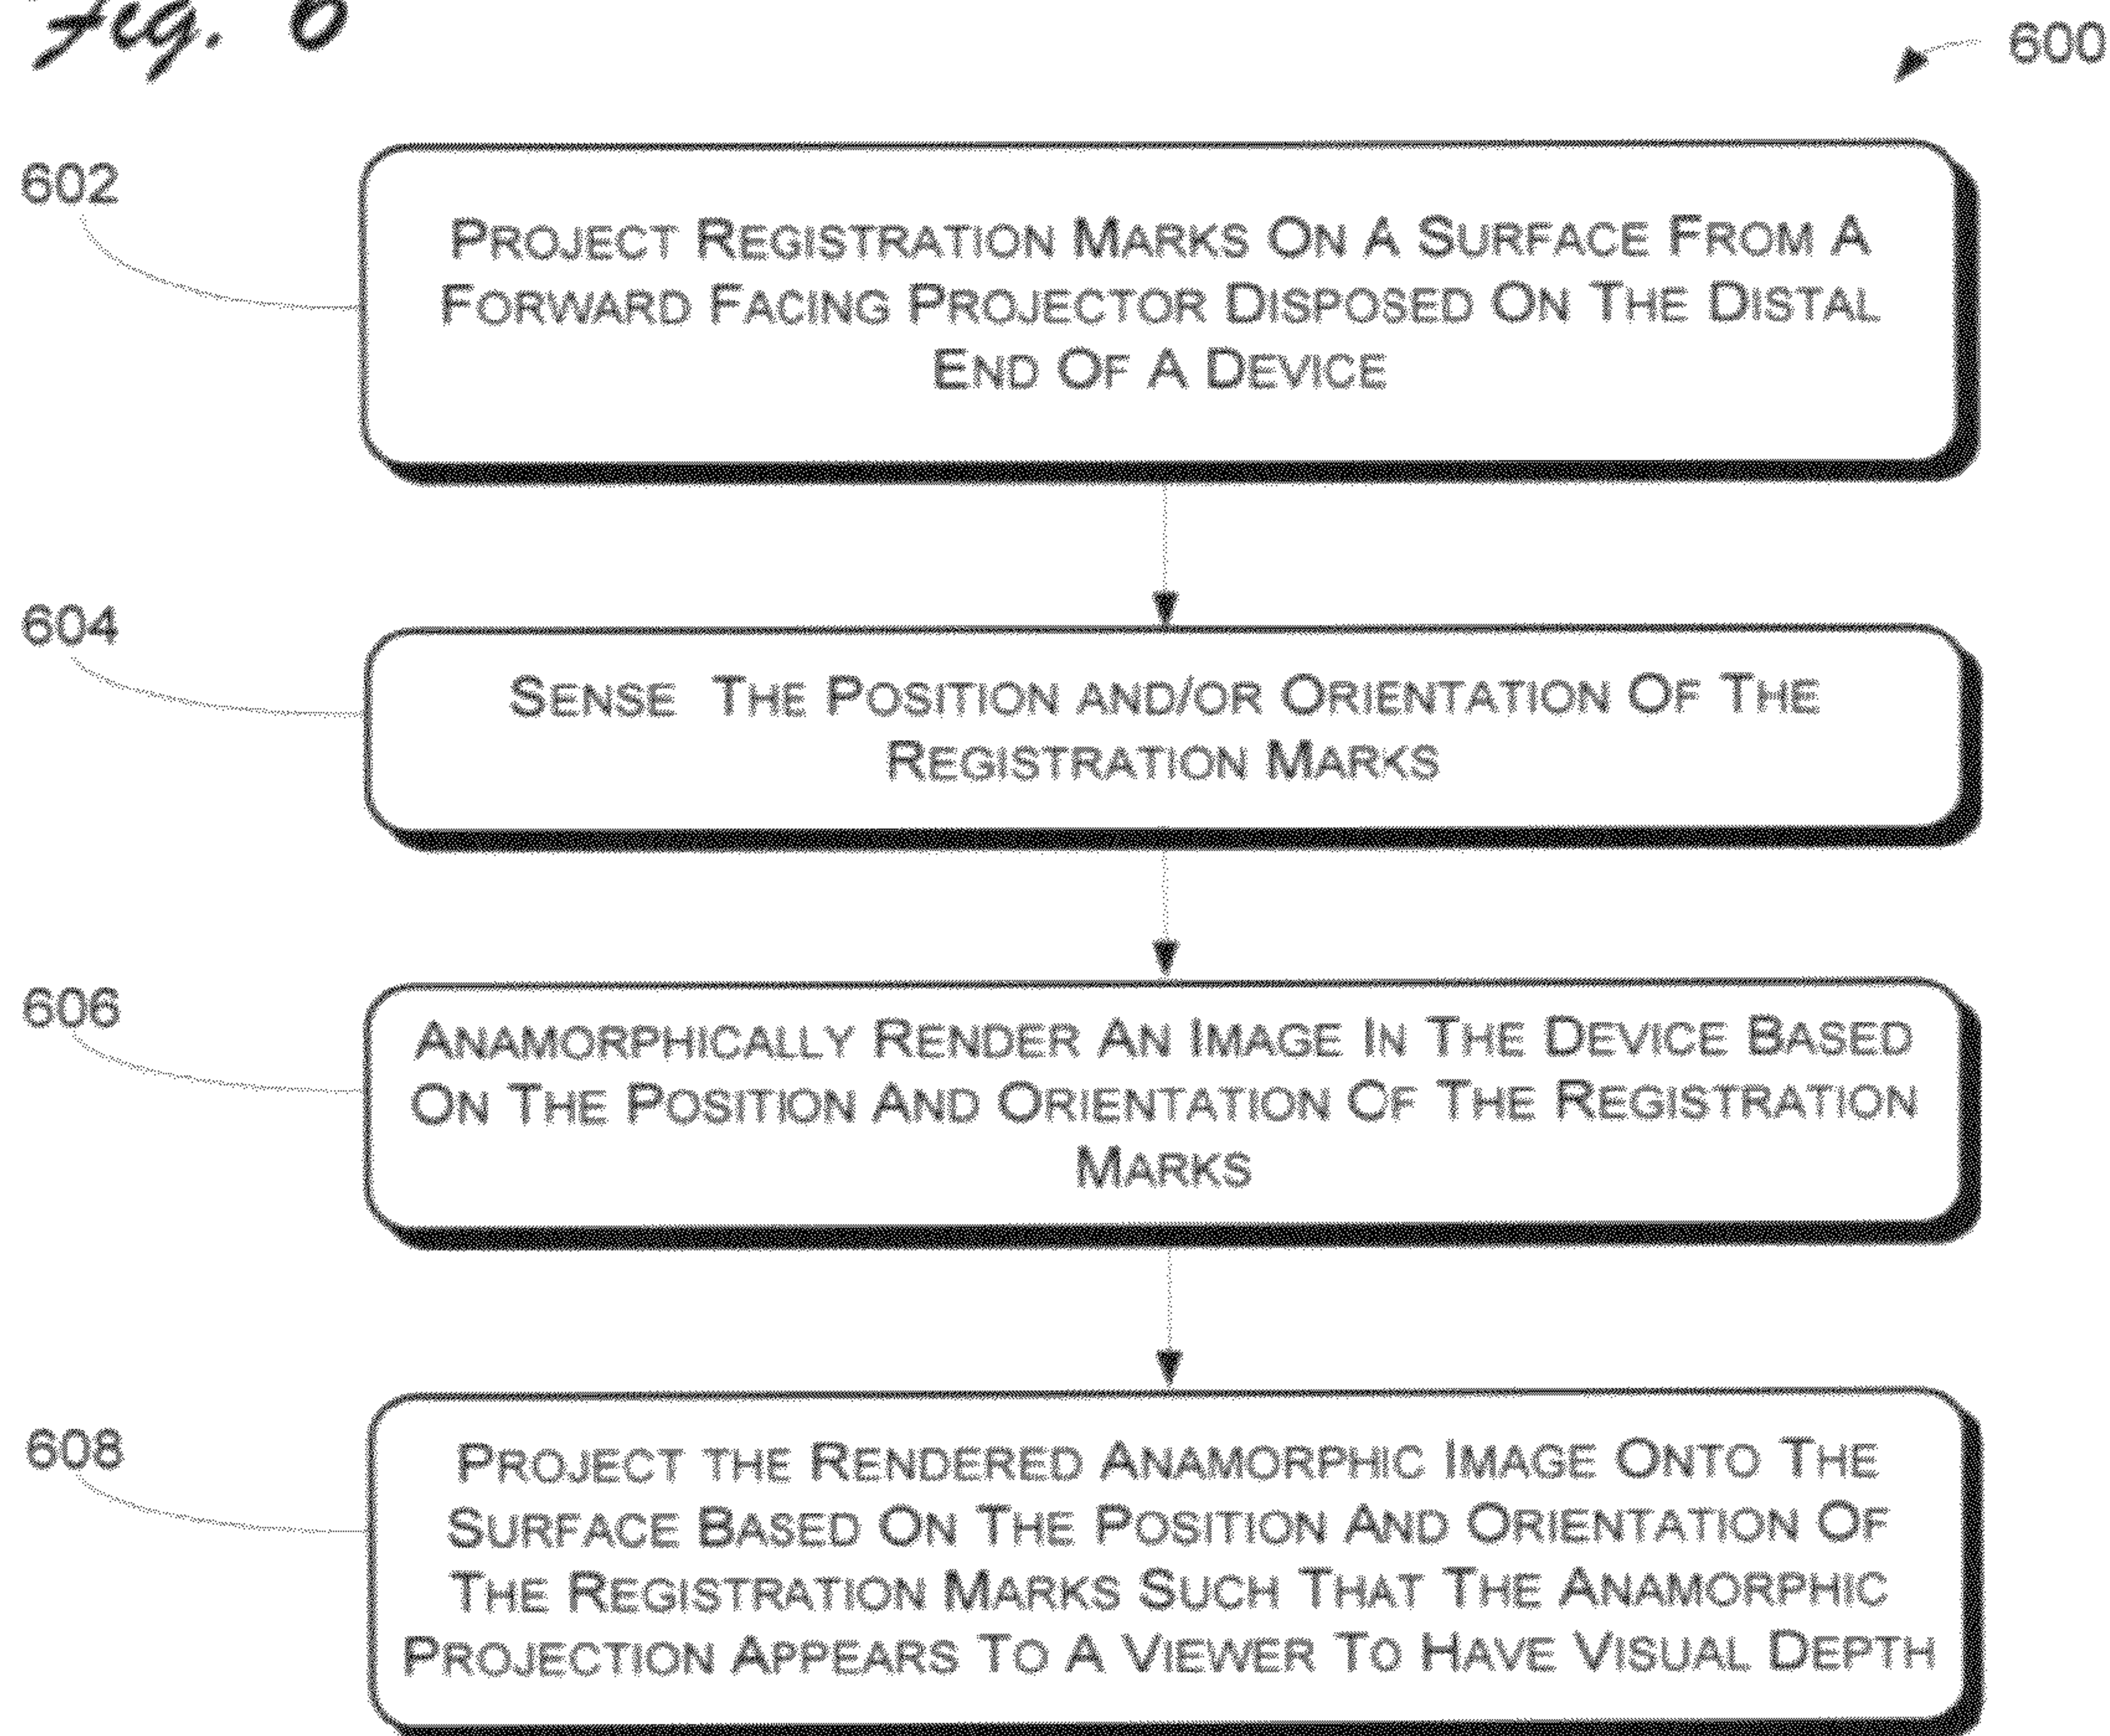 Fig. 6
600
602
PROJECT REGISTRATION MARKS ON A SURFACE FROM A
FORWARD FACING PROJECTOR DISPOSED ON THE DISTAL
END OF A DEVICE
604
SENSE THE POSITION AND/OR ORIENTATION OF THE
REGISTRATION MARKS
606
ANAMORPHICALLY RENDER AN IMAGE IN THE DEVICE BASED
ON THE POSITION AND ORIENTATION OF THE REGISTRATION
MARKS
608
PROJECT THE RENDERED ANAMORPHIC IMAGE ONTO THE
SURFACE BASED ON THE POSITION AND ORIENTATION OF
THE REGISTRATION MARKS SUCH THAT THE ANAMORPHIC
PROJECTION APPEARS TO A VIEWER TO HAVE VISUAL DEPTH